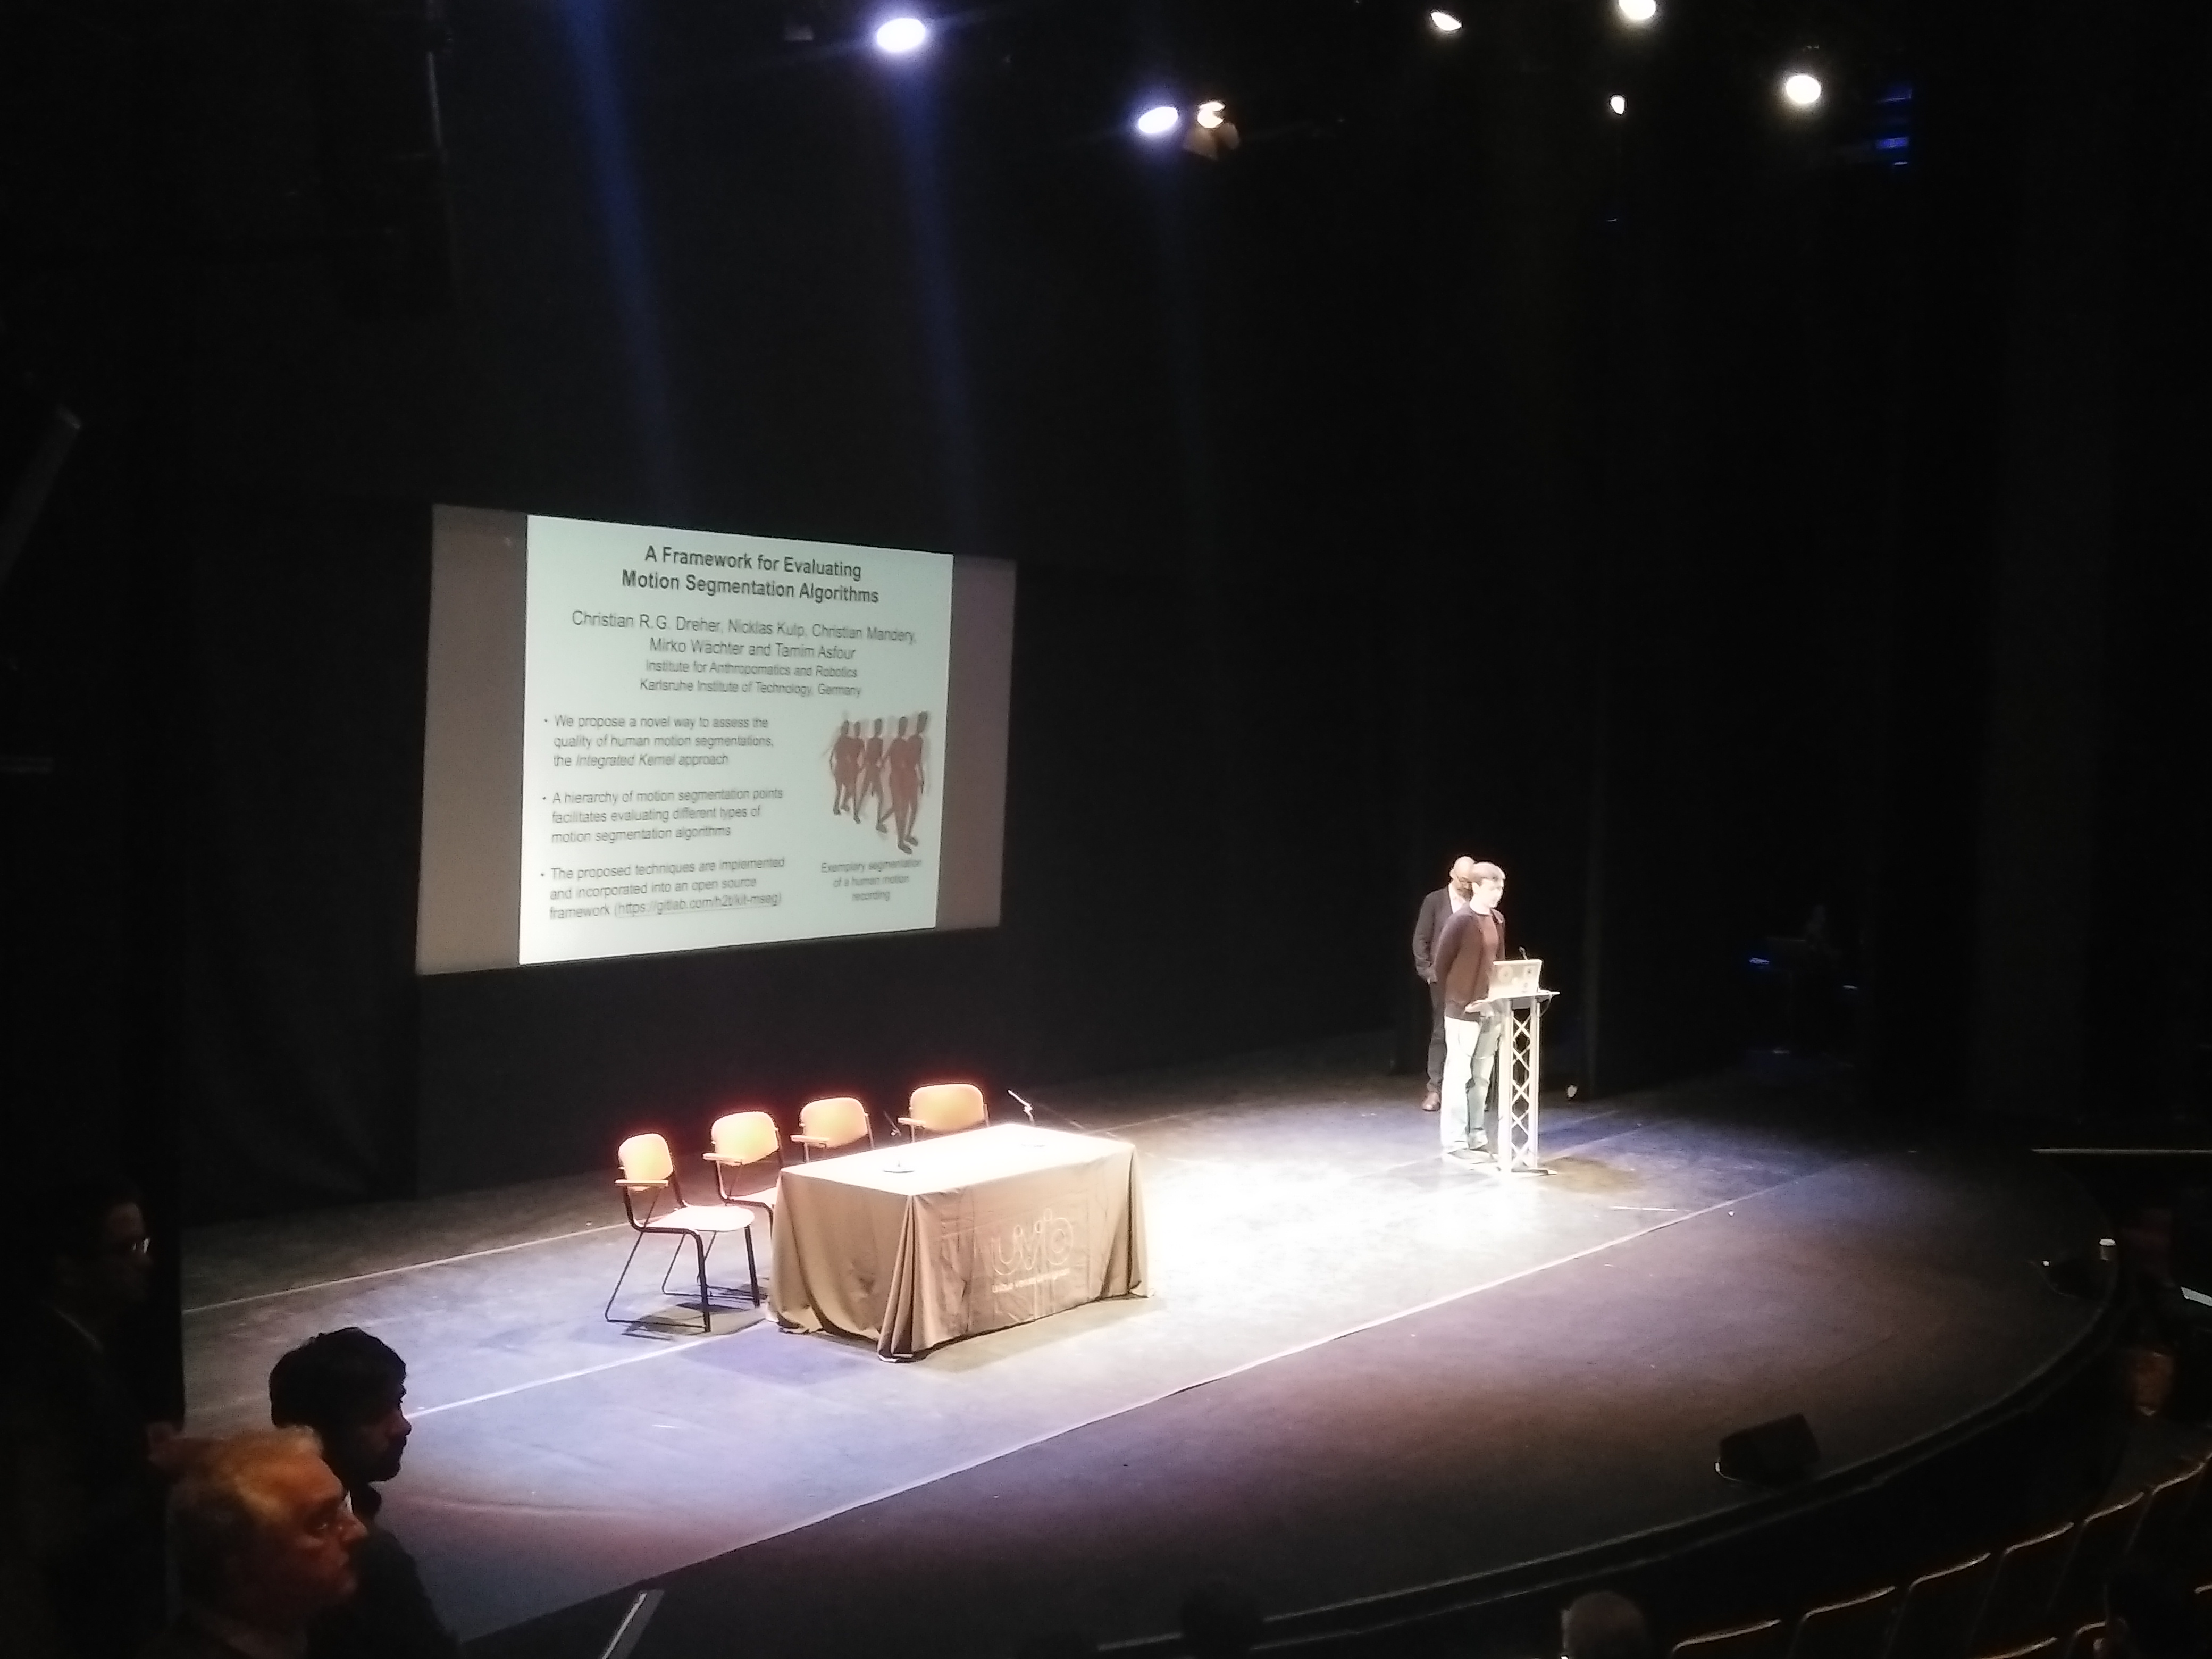 A Framework for Evaluating
Motion Segmentation Algorithms
Christian R.G. Dreher, Nicklas Kulp, Christian Mandery,
Mirko Wächter and Tamim Asfour
Institute for Anthropomatics and Robotics
Karlsruhe Institute of Technology, Germany
• We propose a novel way to assess the
quality of human motion segmentations,
the Integrated Kernel approach
• A hierarchy of motion segmentation points
facilitates evaluating different types of
motion segmentation algorithms
• The proposed techniques are implemented
and incorporated into an open source
framework (https://gitlab.com/h2t/kit-mseg)
Exemplary segmentation
of a human motion
recording